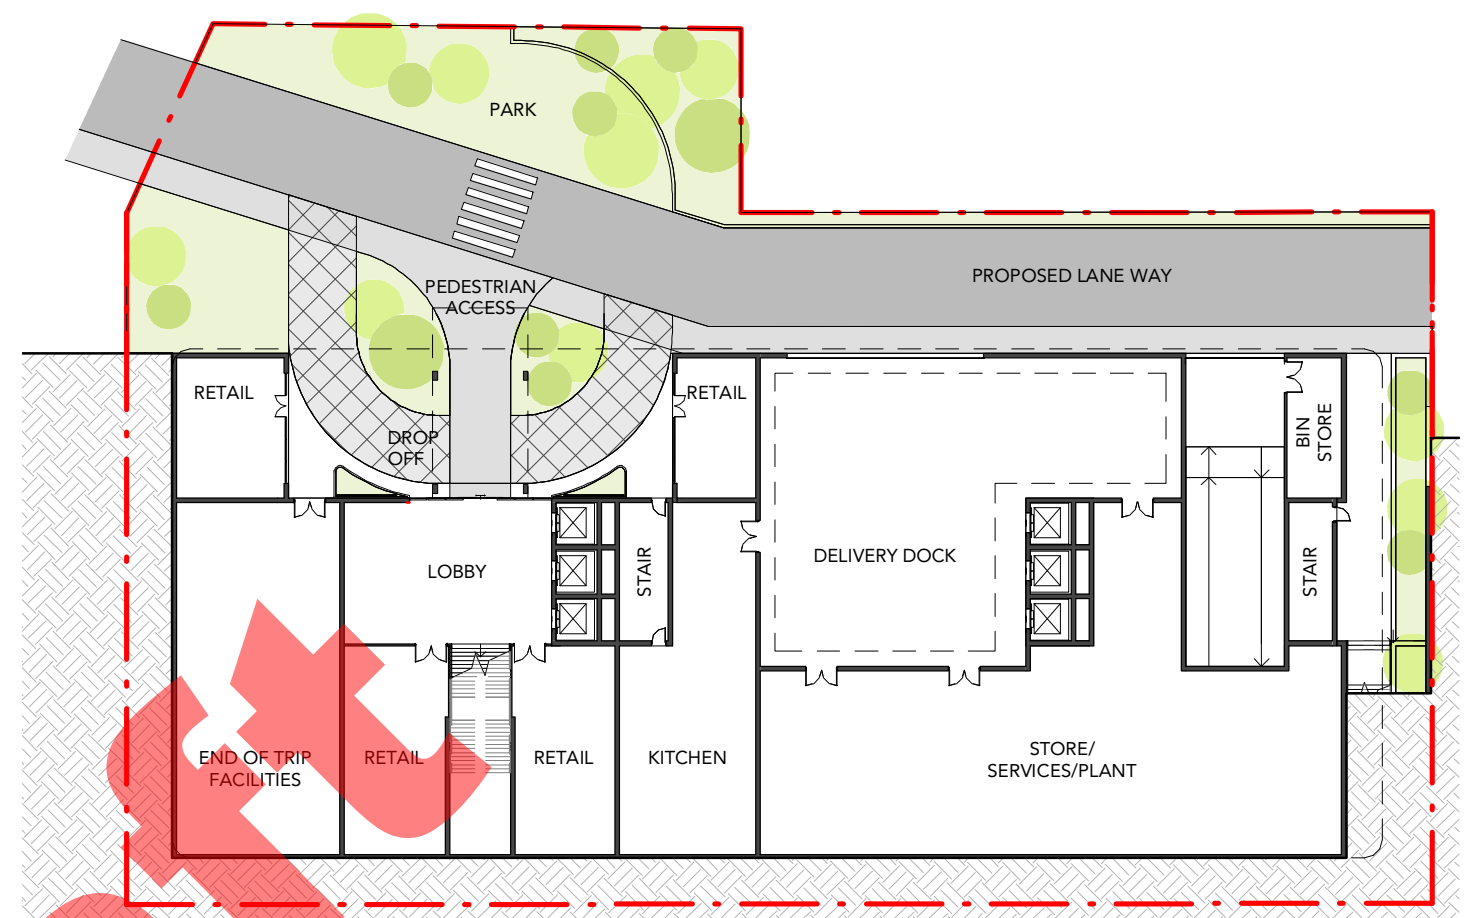 PARK
PROPOSED LANE WAY
PEDESTRIAN
ACCESS
RETAIL
RETAIL
DROP
OFF
BIN
STORE
LOBBY
STAIR
DELIVERY DOCK
STAIR
END OF TRIP
FACILITIES
RETAIL
RETAIL
KITCHEN
STORE/
SERVICES/PLANT
ft